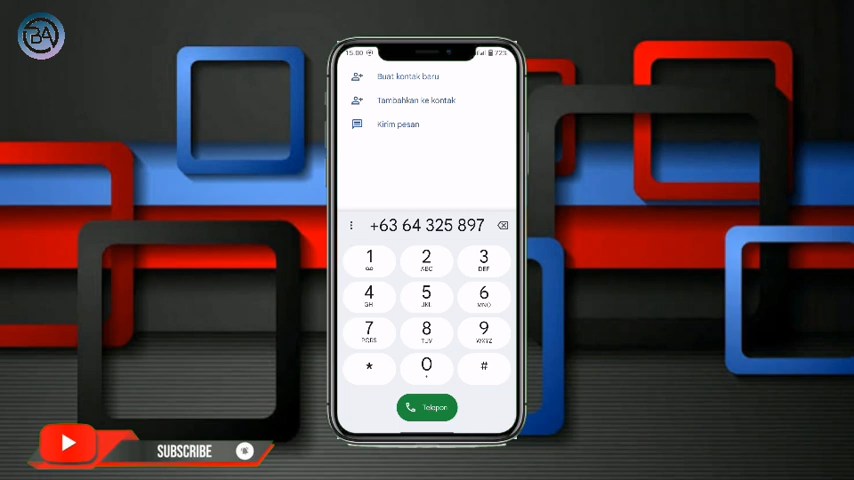 BA
15.00
723
Buat kontak baru
Tambahkan ke kontak
Kirim pesan
+63 64 325 897
1 2 3
ABC DEF
4 5 6
GHI JKL MNO
7 8 9
PQRS TUV WXYZ
* 0 #
+
Telepon
SUBSCRIBE